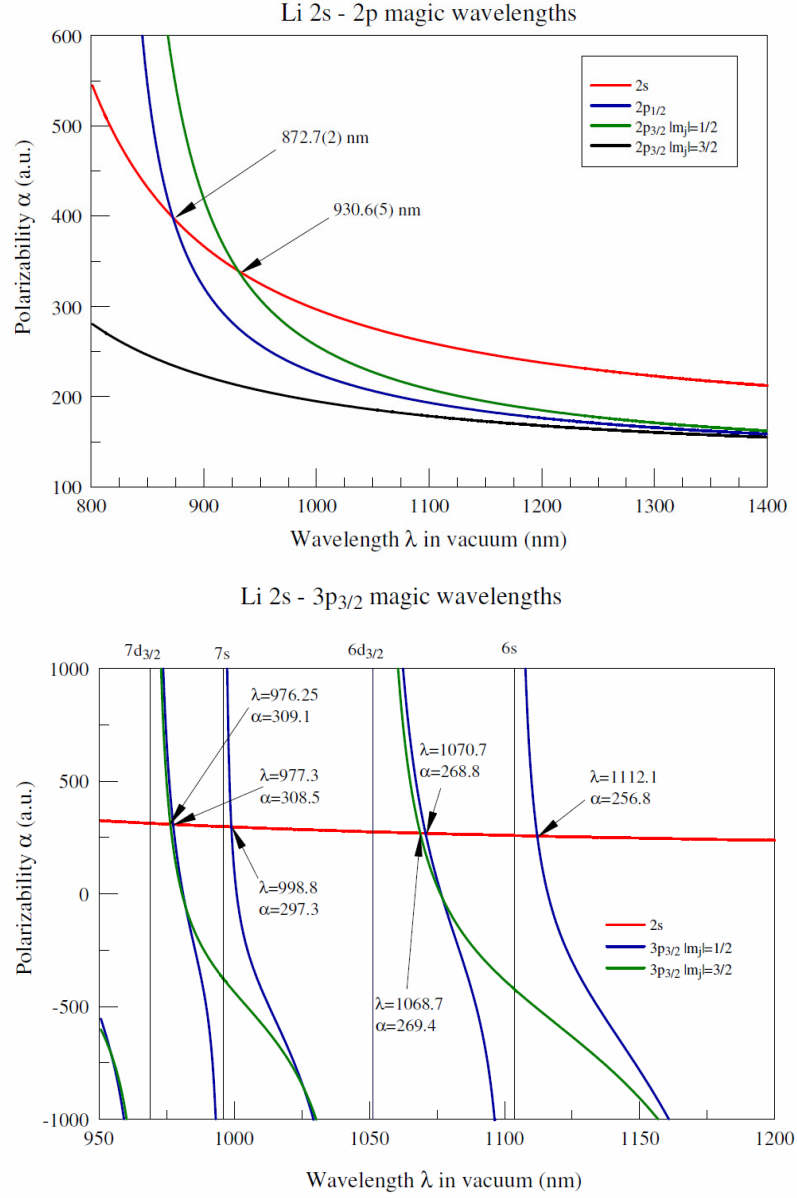 Li 2s - 2p magic wavelengths
600
500
400
300
200
100
Polarizability α (a.u.)
2s
2p1/2
2p3/2 |mj|=1/2
2p3/2 |mj|=3/2
872.7(2) nm
930.6(5) nm
800 900 1000 1100 1200 1300 1400
Wavelength λ in vacuum (nm)
Li 2s - 3p3/2 magic wavelengths
7d3/2 7s 6d3/2 6s
1000
500
0
-500
-1000
Polarizability α (a.u.)
λ=976.25
α=309.1
λ=977.3
α=308.5
λ=998.8
α=297.3
λ=1070.7
α=268.8
λ=1068.7
α=269.4
λ=1112.1
α=256.8
2s
3p3/2 |mj|=1/2
3p3/2 |mj|=3/2
950 1000 1050 1100 1150 1200
Wavelength λ in vacuum (nm)